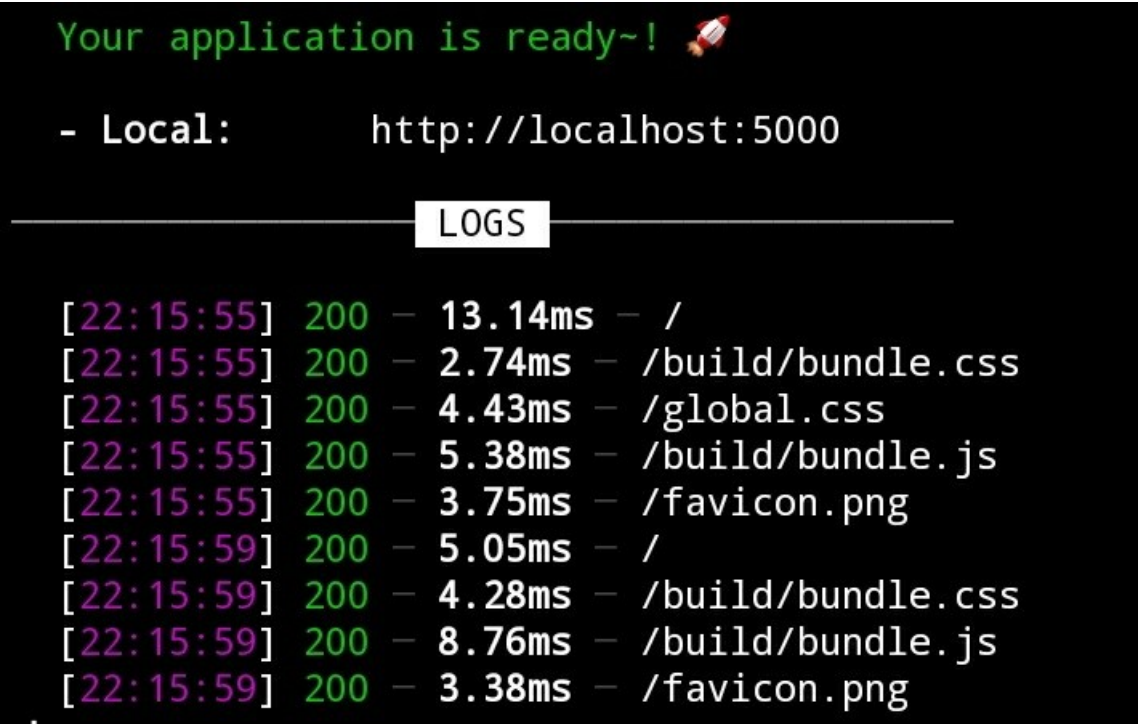 Your application is ready~! 🚀
- Local: http://localhost:5000
LOGS
[22:15:55] 200 ─ 13.14ms ─ /
[22:15:55] 200 ─ 2.74ms ─ /build/bundle.css
[22:15:55] 200 ─ 4.43ms ─ /global.css
[22:15:55] 200 ─ 5.38ms ─ /build/bundle.js
[22:15:55] 200 ─ 3.75ms ─ /favicon.png
[22:15:59] 200 ─ 5.05ms ─ /
[22:15:59] 200 ─ 4.28ms ─ /build/bundle.css
[22:15:59] 200 ─ 8.76ms ─ /build/bundle.js
[22:15:59] 200 ─ 3.38ms ─ /favicon.png